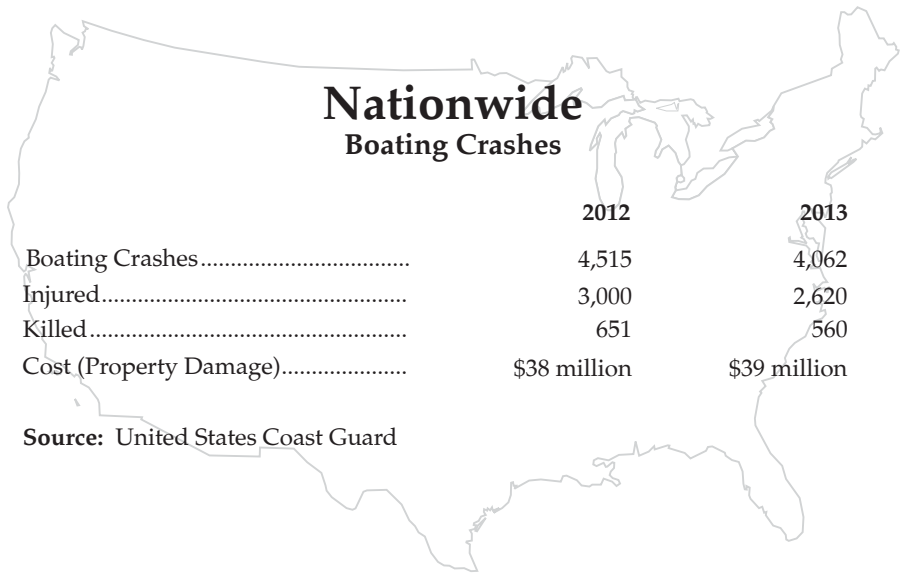 Nationwide
Boating Crashes
2012 2013
Boating Crashes.................................. 4,515 4,062
Injured................................................. 3,000 2,620
Killed................................................... 651 560
Cost (Property Damage).................... $38 million $39 million
Source: United States Coast Guard